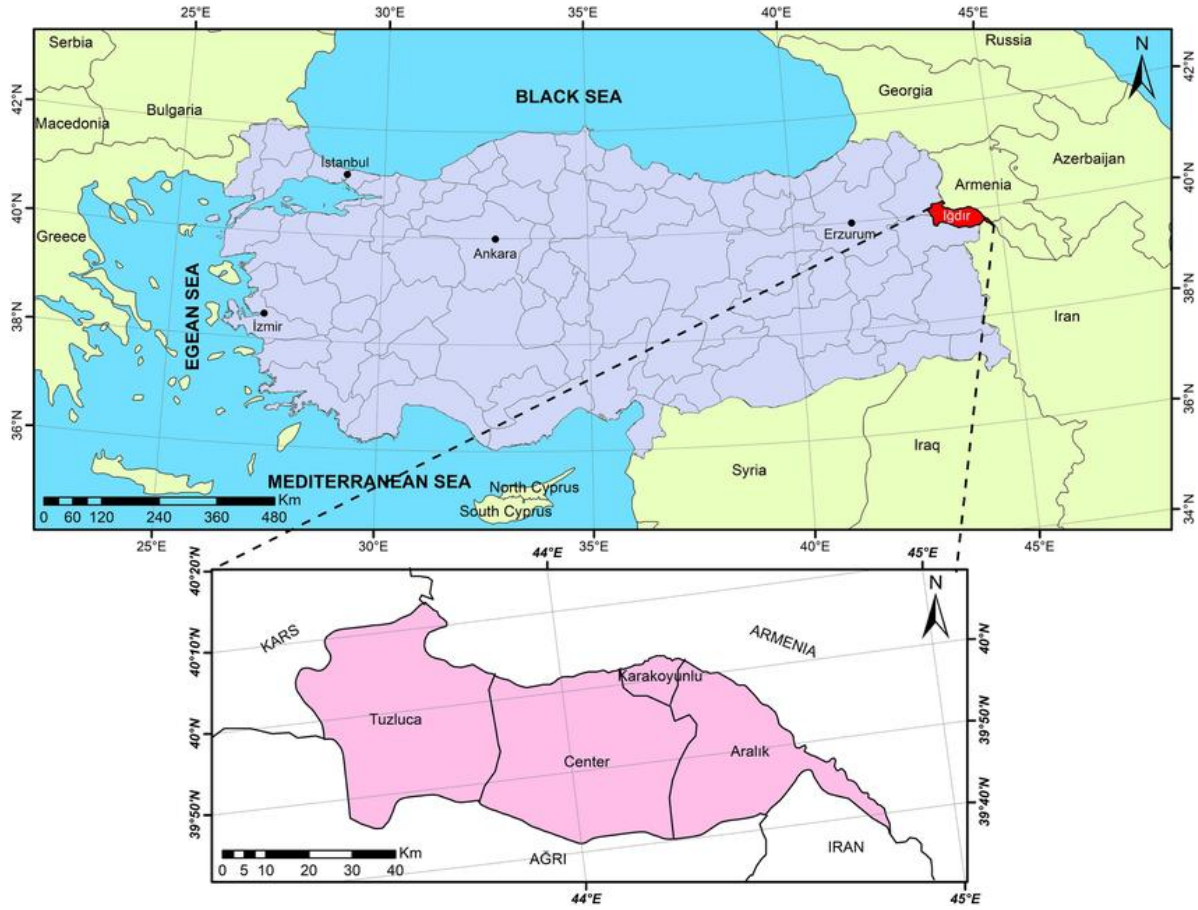 25°E
30°E
35°E
40°E
45°E
Serbia
Russia
N
42°N
42°N
Bulgaria
BLACK SEA
Georgia
Macedonia
Azerbaijan
İstanbul
40°N
40°N
Armenia
Iğdır
Greece
Ankara
Erzurum
EGEAN SEA
38°N
38°N
İzmir
Iran
36°N
36°N
Iraq
Syria
MEDITERRANEAN SEA
North Cyprus
South Cyprus
Km
0 60 120 240 360 480
34°N
25°E
30°E
35°E
40°E
45°E
44°E
45°E
40°20'N
N
KARS
ARMENIA
40°N
40°10'N
Karakoyunlu
Tuzluca
39°50'N
40°N
Center
Aralık
39°40'N
39°50'N
Km
0 5 10 20 30 40
AĞRI
IRAN
44°E
45°E